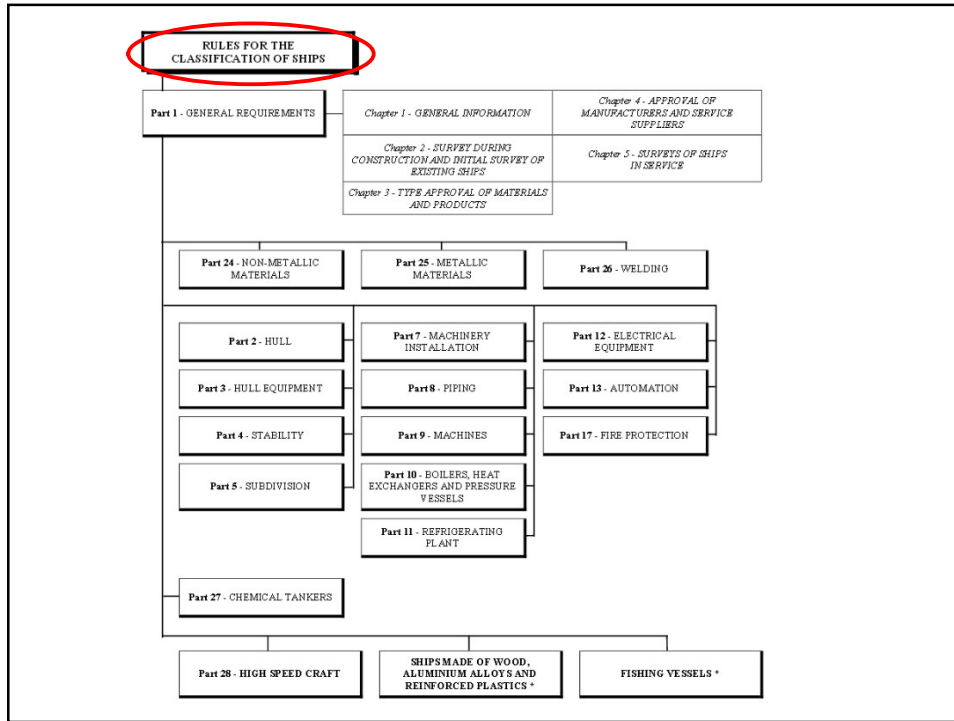 RULES FOR THE
CLASSIFICATION OF SHIPS
Part 1 - GENERAL REQUIREMENTS
Chapter 1 - GENERAL INFORMATION
Chapter 4 - APPROVAL OF
MANUFACTURERS AND SERVICE
SUPPLIERS
Chapter 2 - SURVEY DURING
CONSTRUCTION AND INITIAL SURVEY OF
EXISTING SHIPS
Chapter 5 - SURVEYS OF SHIPS
IN SERVICE
Chapter 3 - TYPE APPROVAL OF MATERIALS
AND PRODUCTS
Part 24 - NON-METALLIC
MATERIALS
Part 25 - METALLIC
MATERIALS
Part 26 - WELDING
Part 2 - HULL
Part 7 - MACHINERY
INSTALLATION
Part 12 - ELECTRICAL
EQUIPMENT
Part 3 - HULL EQUIPMENT
Part 8 - PIPING
Part 13 - AUTOMATION
Part 4 - STABILITY
Part 9 - MACHINES
Part 17 - FIRE PROTECTION
Part 5 - SUBDIVISION
Part 10 - BOILERS, HEAT
EXCHANGERS AND PRESSURE
VESSELS
Part 11 - REFRIGERATING
PLANT
Part 27 - CHEMICAL TANKERS
Part 28 - HIGH SPEED CRAFT
SHIPS MADE OF WOOD,
ALUMINIUM ALLOYS AND
REINFORCED PLASTICS *
FISHING VESSELS *